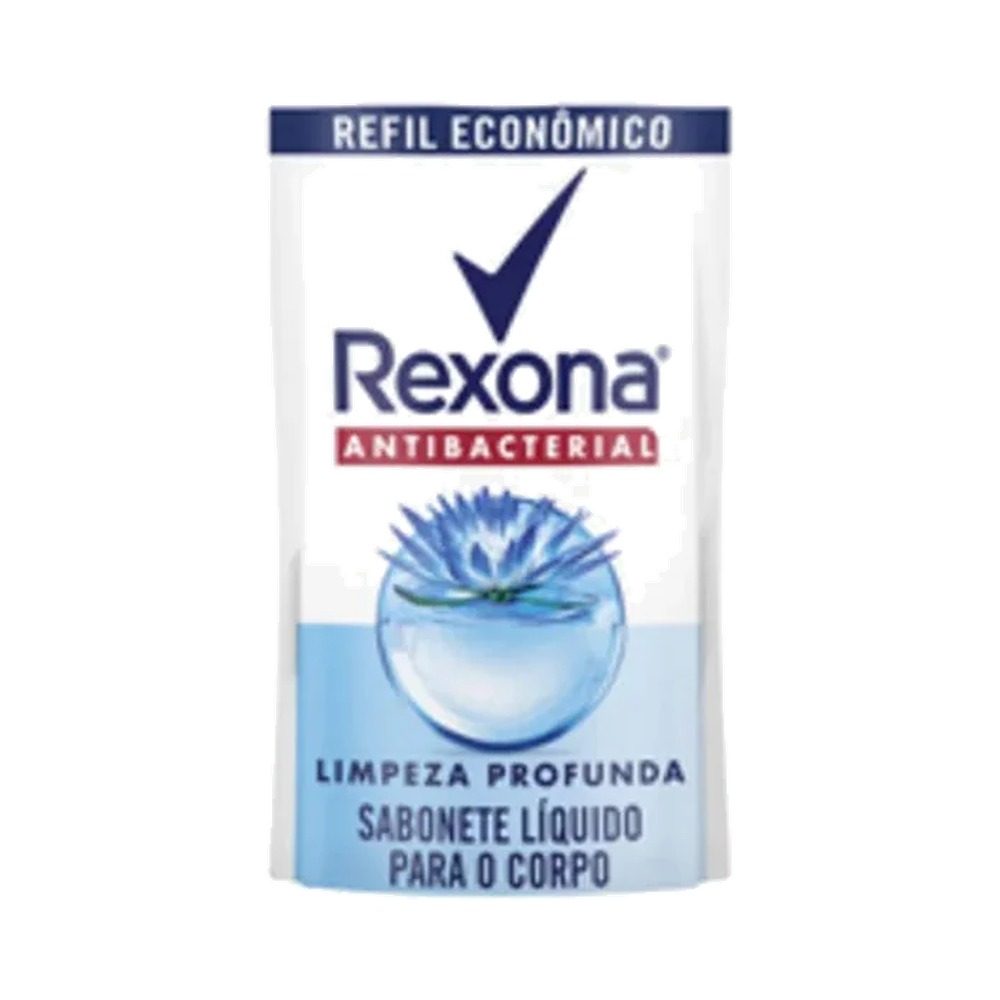 REFIL ECONÔMICO
Rexona®
ANTIBACTERIAL
LIMPEZA PROFUNDA
SABONETE LÍQUIDO
PARA O CORPO